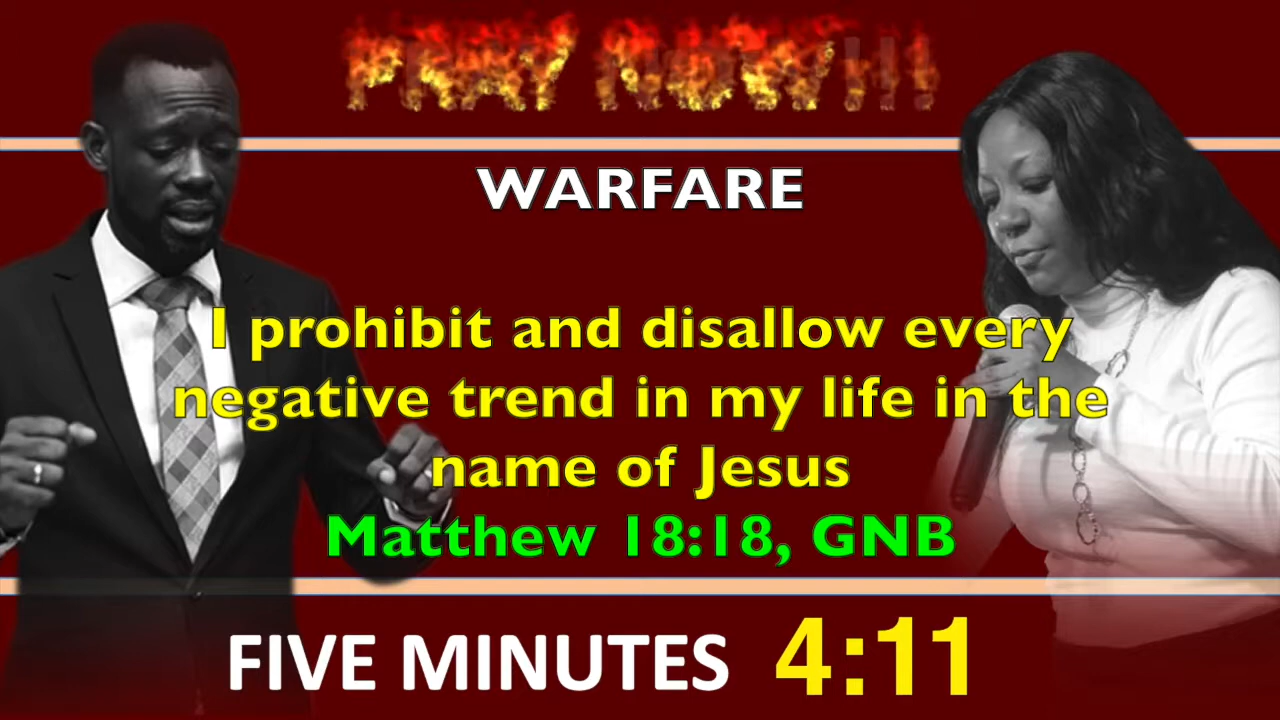 PRAY NOW!!!
WARFARE
I prohibit and disallow every
negative trend in my life in the
name of Jesus
Matthew 18:18, GNB
FIVE MINUTES 4:11